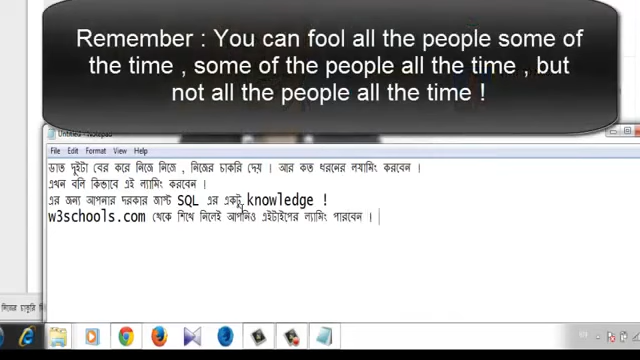 Remember : You can fool all the people some of
the time , some of the people all the time , but
not all the people all the time !
Untitled - Notepad
File Edit Format View Help
ডাত দুইটা বের করে নিজে নিজে , নিজের চাকরি দেয় । আর কত ধরনের ল্যামিং করবেন ।
এখন বলি কিভাবে এই ল্যামিং করবেন ।
এর জন্য আপনার দরকার জাস্ট SQL এর একটু knowledge !
w3schools.com থেকে শিখে নিলেই আপনিও এইটাইপের ল্যামিং পারবেন ।